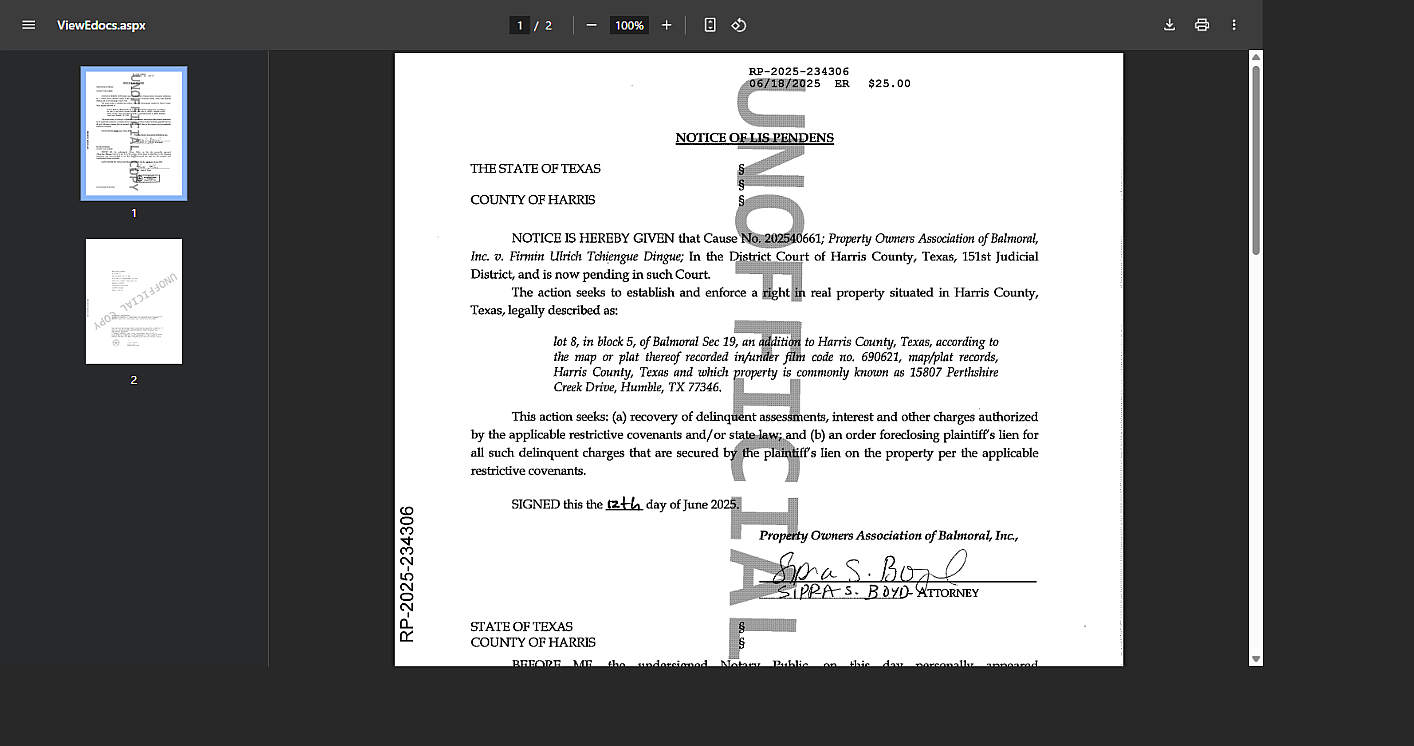 ViewEdocs.aspx
1 / 2
100%
1
2
RP-2025-234306
06/18/2025 ER $25.00
NOTICE OF LIS PENDENS
THE STATE OF TEXAS §
§
COUNTY OF HARRIS §
NOTICE IS HEREBY GIVEN that Cause No. 202540661; Property Owners Association of Balmoral,
Inc. v. Firmin Ulrich Tchiengue Dingue; In the District Court of Harris County, Texas, 151st Judicial
District, and is now pending in such Court.
The action seeks to establish and enforce a right in real property situated in Harris County,
Texas, legally described as:
lot 8, in block 5, of Balmoral Sec 19, an addition to Harris County, Texas, according to
the map or plat thereof recorded in/under film code no. 690621, map/plat records,
Harris County, Texas and which property is commonly known as 15807 Perthshire
Creek Drive, Humble, TX 77346.
This action seeks: (a) recovery of delinquent assessments, interest and other charges authorized
by the applicable restrictive covenants and/or state law; and (b) an order foreclosing plaintiff's lien for
all such delinquent charges that are secured by the plaintiff's lien on the property per the applicable
restrictive covenants.
SIGNED this the 12th day of June 2025.
Property Owners Association of Balmoral, Inc.,
Sipra S. Boyd
SIPRA S. BOYD- ATTORNEY
STATE OF TEXAS §
COUNTY OF HARRIS §
BEFORE ME, the undersigned Notary Public, on this day personally appeared
RP-2025-234306
UNOFFICIAL
UNOFFICIAL COPY
UNOFFICIAL COPY